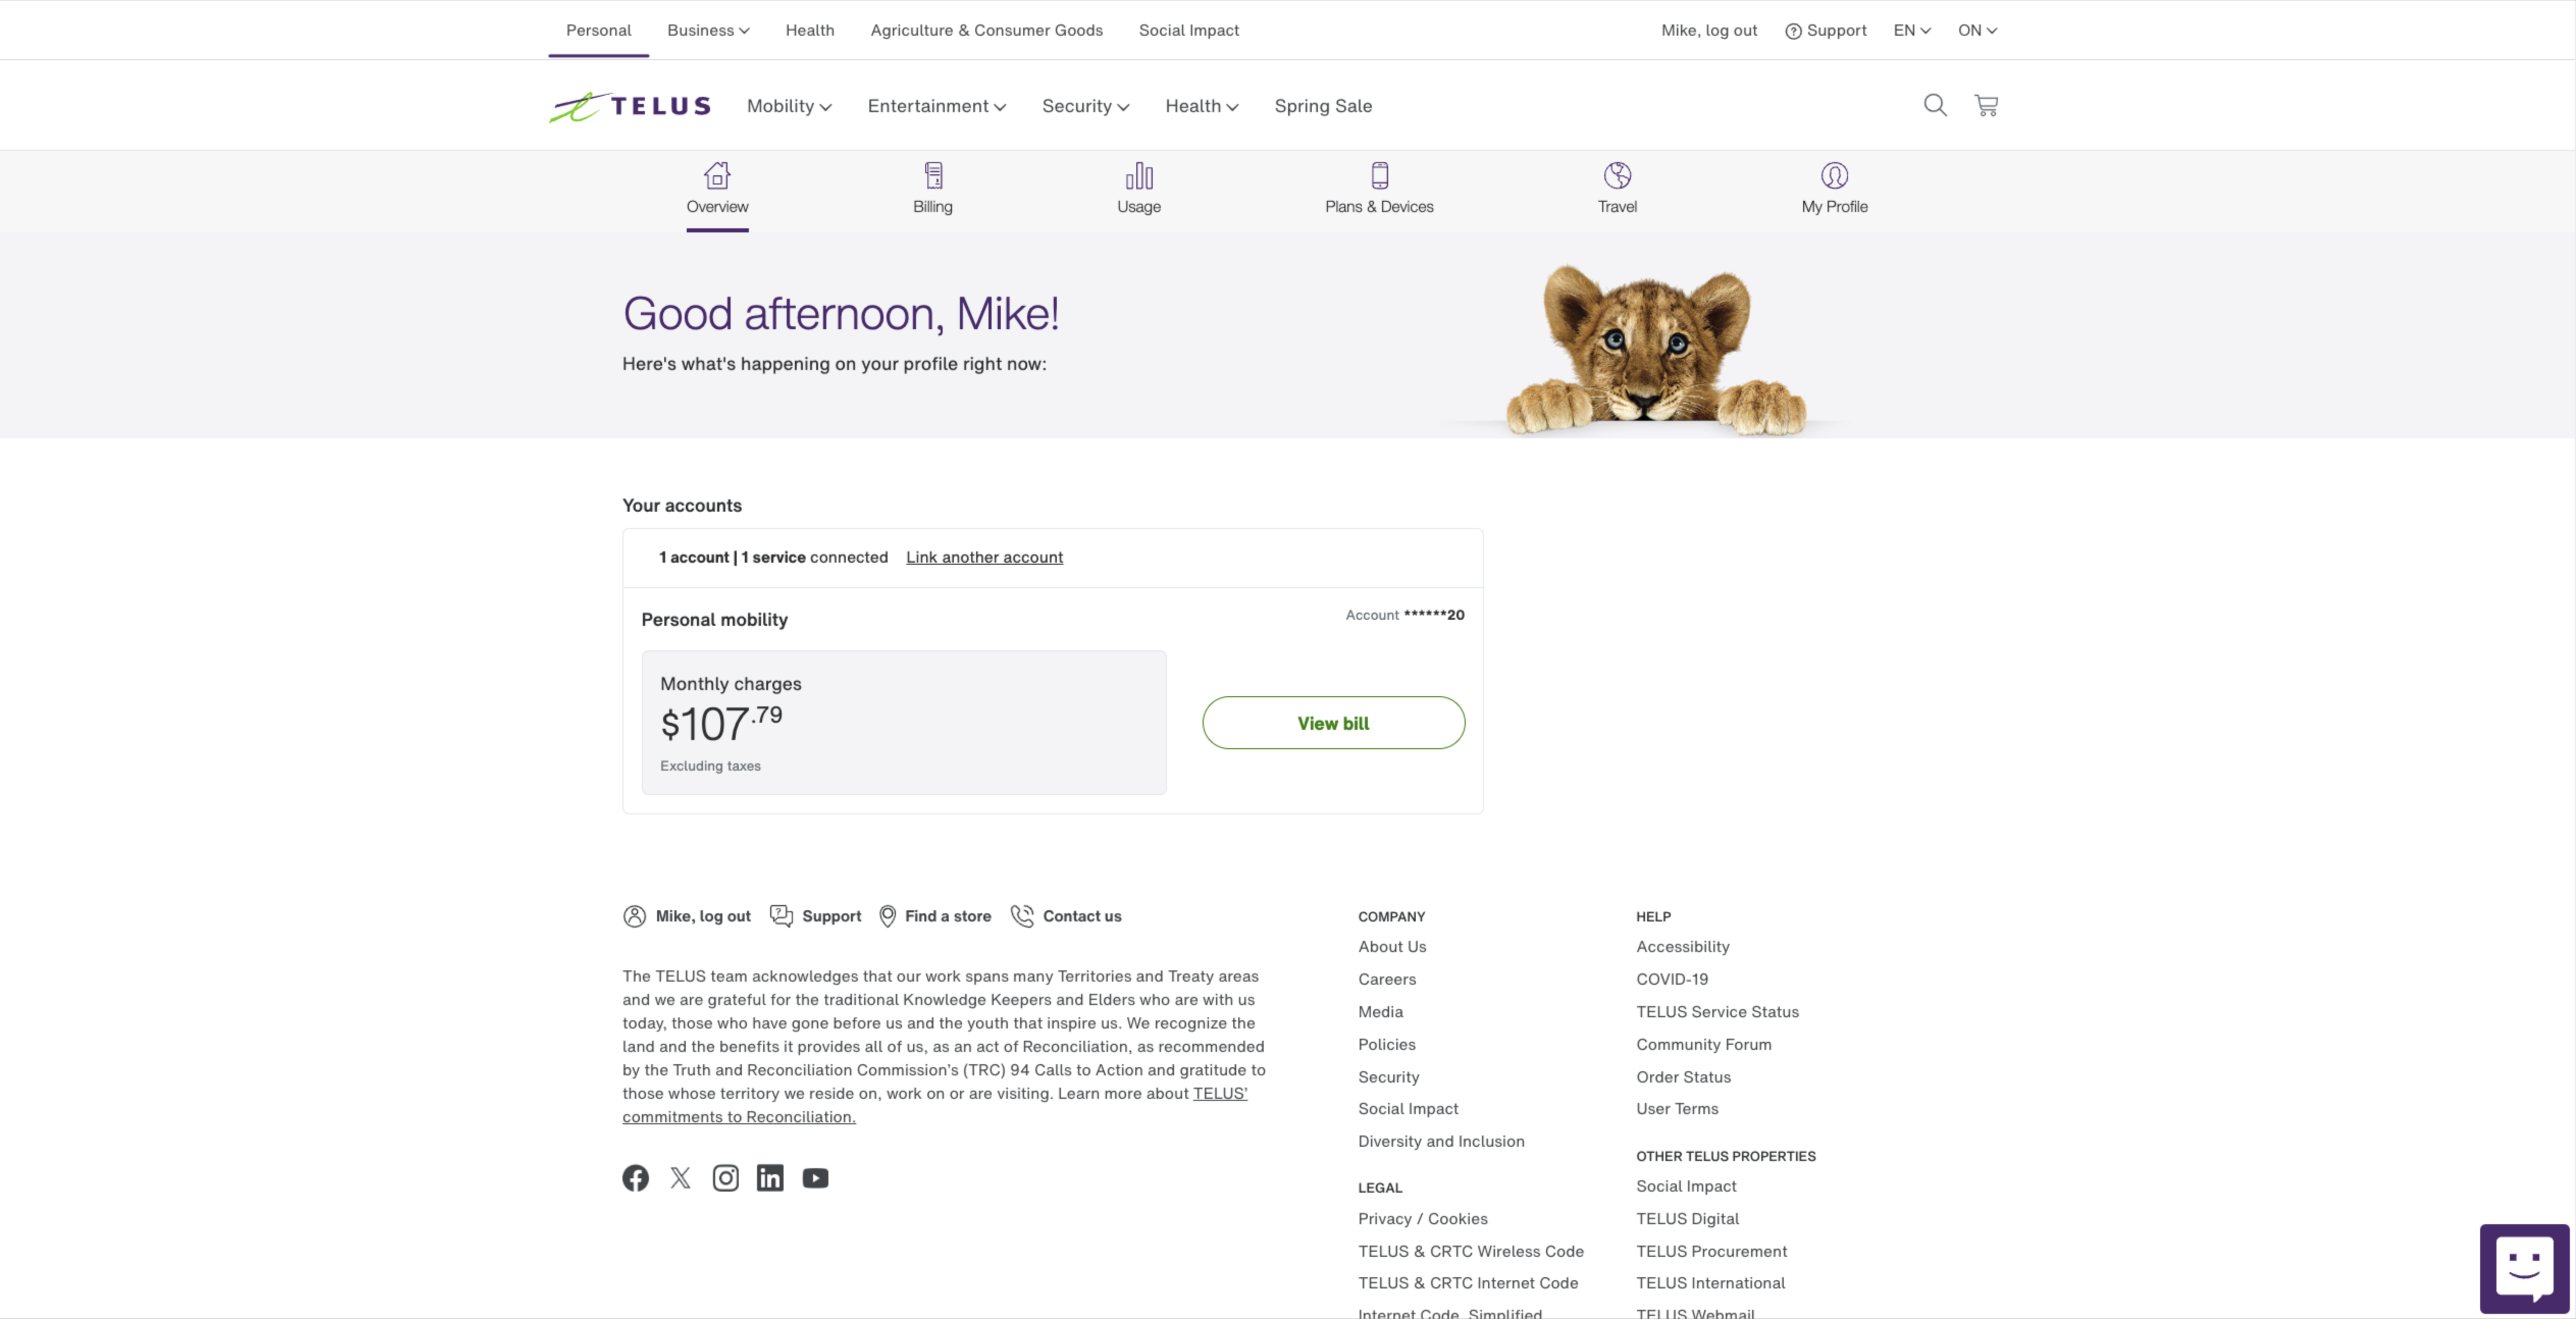 Personal Business Health Agriculture & Consumer Goods Social Impact Mike, log out Support EN ON
TELUS Mobility Entertainment Security Health Spring Sale
Overview Billing Usage Plans & Devices Travel My Profile
Good afternoon, Mike!
Here's what's happening on your profile right now:
Your accounts
1 account | 1 service connected Link another account
Personal mobility Account ******20
Monthly charges
$107.79
Excluding taxes
View bill
Mike, log out Support Find a store Contact us
The TELUS team acknowledges that our work spans many Territories and Treaty areas
and we are grateful for the traditional Knowledge Keepers and Elders who are with us
today, those who have gone before us and the youth that inspire us. We recognize the
land and the benefits it provides all of us, as an act of Reconciliation, as recommended
by the Truth and Reconciliation Commission's (TRC) 94 Calls to Action and gratitude to
those whose territory we reside on, work on or are visiting. Learn more about TELUS’
commitments to Reconciliation.
COMPANY
About Us
Careers
Media
Policies
Security
Social Impact
Diversity and Inclusion
LEGAL
Privacy / Cookies
TELUS & CRTC Wireless Code
TELUS & CRTC Internet Code
Internet Code, Simplified
HELP
Accessibility
COVID-19
TELUS Service Status
Community Forum
Order Status
User Terms
OTHER TELUS PROPERTIES
Social Impact
TELUS Digital
TELUS Procurement
TELUS International
TELUS Webmail